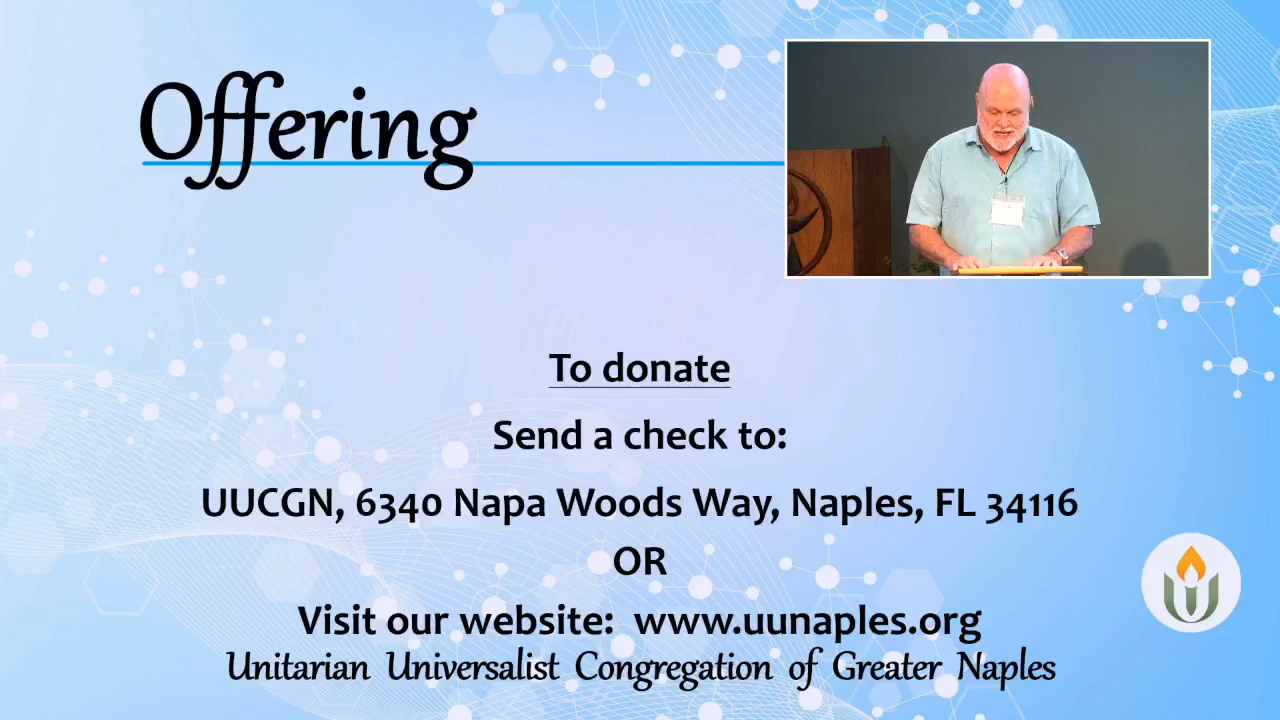 Offering
To donate
Send a check to:
UUCGN, 6340 Napa Woods Way, Naples, FL 34116
OR
Visit our website: www.uunaples.org
Unitarian Universalist Congregation of Greater Naples